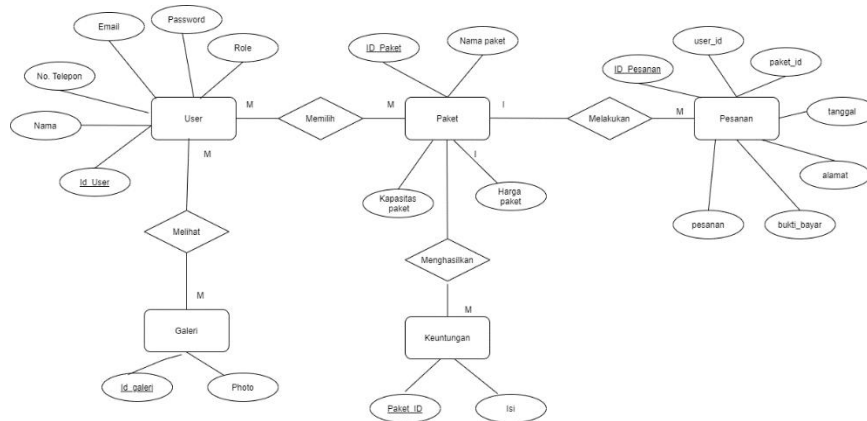 Email
Password
Role
No. Telepon
Nama
Id_User
User
M
Memilih
M
ID_Paket
Nama paket
Paket
I
Melakukan
M
ID_Pesanan
user_id
paket_id
Pesanan
tanggal
alamat
bukti_bayar
pesanan
M
Melihat
M
Galeri
Id_galeri
Photo
I
Kapasitas
paket
Harga
paket
Menghasilkan
M
Keuntungan
Paket_ID
Isi